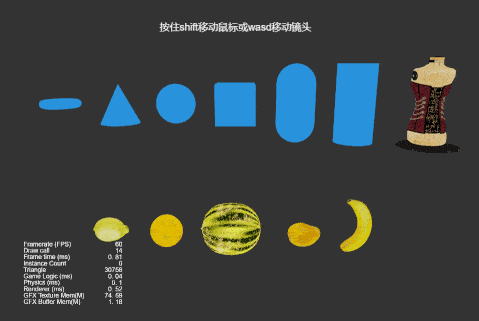 按住shift移动鼠标或wasd移动镜头
Framerate (FPS) 60
Draw call 14
Frame time (ms) 0.81
Instance Count 0
Triangle 30758
Game Logic (ms) 0.04
Physics (ms) 0.1
Renderer (ms) 0.52
GFX Texture Mem(M) 74.69
GFX Buffer Mem(M) 1.18